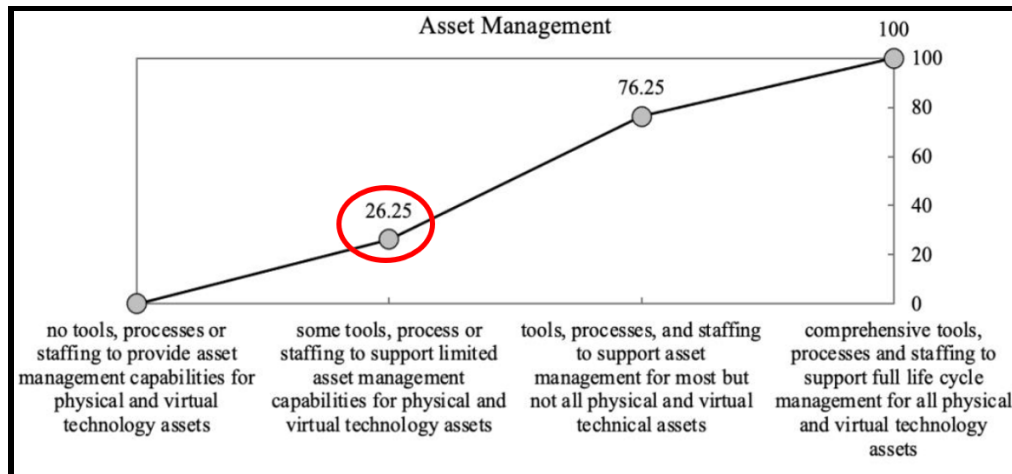 Asset Management
100
100
76.25
80
60
26.25
40
20
0
no tools, processes or
staffing to provide asset
management capabilities for
physical and virtual
technology assets
some tools, process or
staffing to support limited
asset management
capabilities for physical and
virtual technology assets
tools, processes, and staffing
to support asset
management for most but
not all physical and virtual
technical assets
comprehensive tools,
processes and staffing to
support full life cycle
management for all physical
and virtual technology
assets